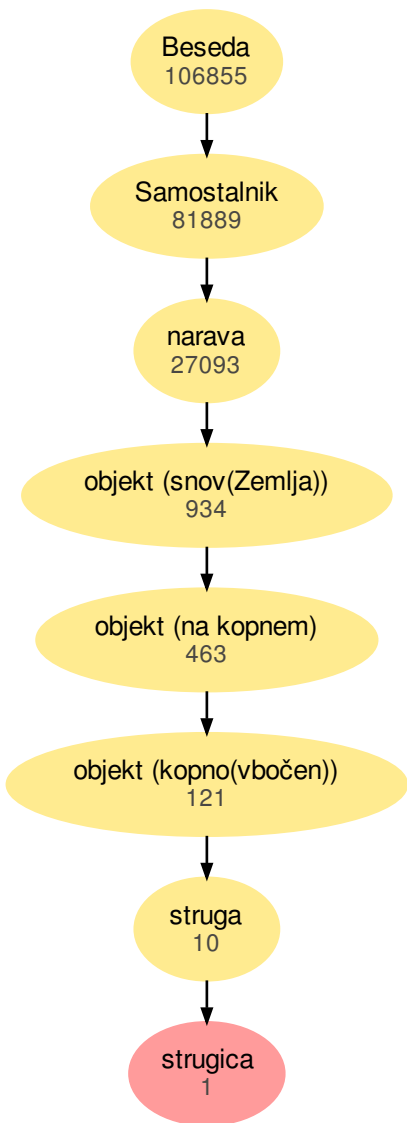 Beseda
106855
Samostalnik
81889
narava
27093
objekt (snov(Zemlja))
934
objekt (na kopnem)
463
objekt (kopno(vbočen))
121
struga
10
strugica
1